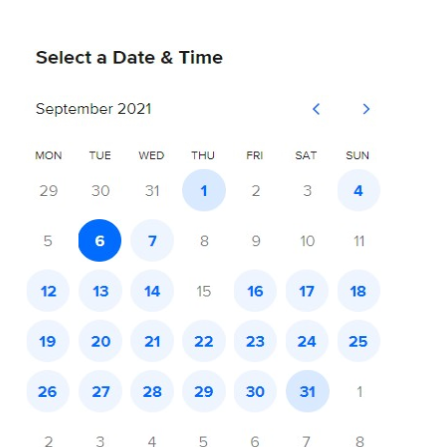 Select a Date & Time
September 2021
MON TUE WED THU FRI SAT SUN
29 30 31 1 2 3 4
5 6 7 8 9 10 11
12 13 14 15 16 17 18
19 20 21 22 23 24 25
26 27 28 29 30 31 1
2 3 4 5 6 7 8